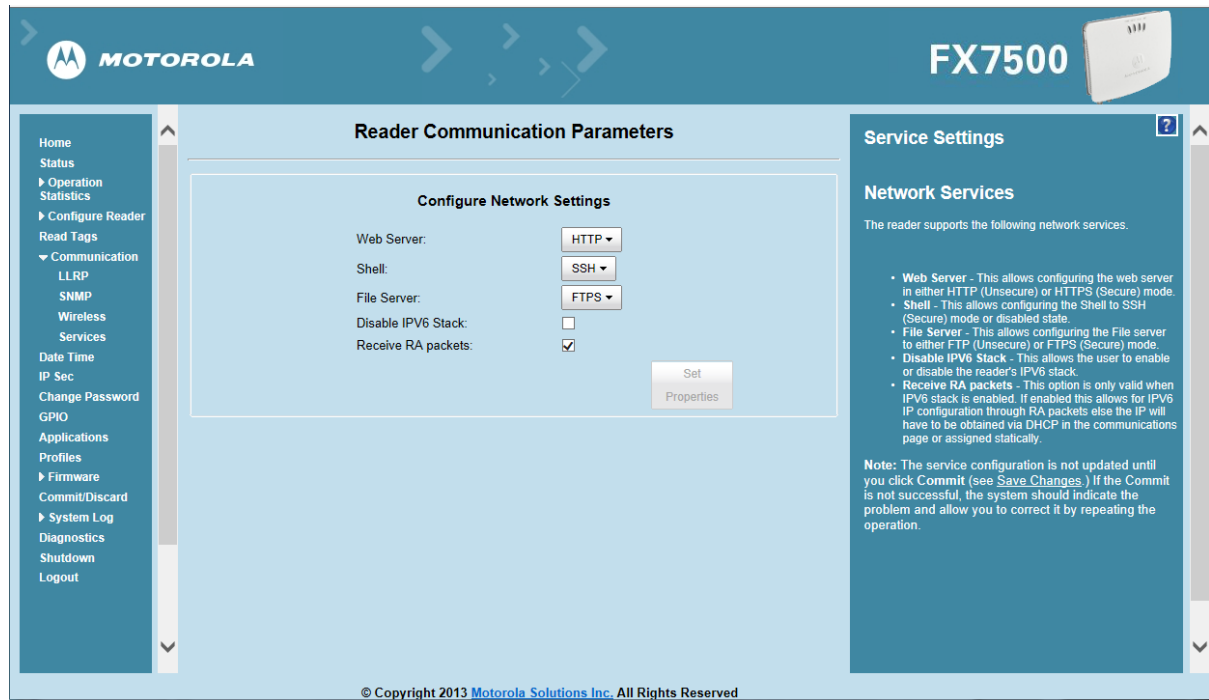 MOTOROLA
FX7500
Home
Status
Operation
Statistics
Configure Reader
Read Tags
Communication
LLRP
SNMP
Wireless
Services
Date Time
IP Sec
Change Password
GPIO
Applications
Profiles
Firmware
Commit/Discard
System Log
Diagnostics
Shutdown
Logout
Reader Communication Parameters
Configure Network Settings
Web Server: HTTP
Shell: SSH
File Server: FTPS
Disable IPV6 Stack:
Receive RA packets:
Set
Properties
?
Service Settings
Network Services
The reader supports the following network services.
• Web Server - This allows configuring the web server
in either HTTP (Unsecure) or HTTPS (Secure) mode.
• Shell - This allows configuring the Shell to SSH
(Secure) mode or disabled state.
• File Server - This allows configuring the File server
to either FTP (Unsecure) or FTPS (Secure) mode.
• Disable IPV6 Stack - This allows the user to enable
or disable the reader's IPV6 stack.
• Receive RA packets - This option is only valid when
IPV6 stack is enabled. If enabled this allows for IPV6
IP configuration through RA packets else the IP will
have to be obtained via DHCP in the communications
page or assigned statically.
Note: The service configuration is not updated until
you click Commit (see Save Changes.) If the Commit
is not successful, the system should indicate the
problem and allow you to correct it by repeating the
operation.
© Copyright 2013 Motorola Solutions Inc. All Rights Reserved